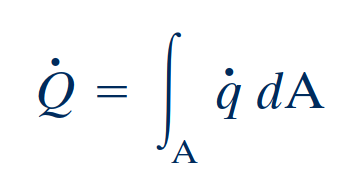 Q̇ = ∫_A q̇ dA